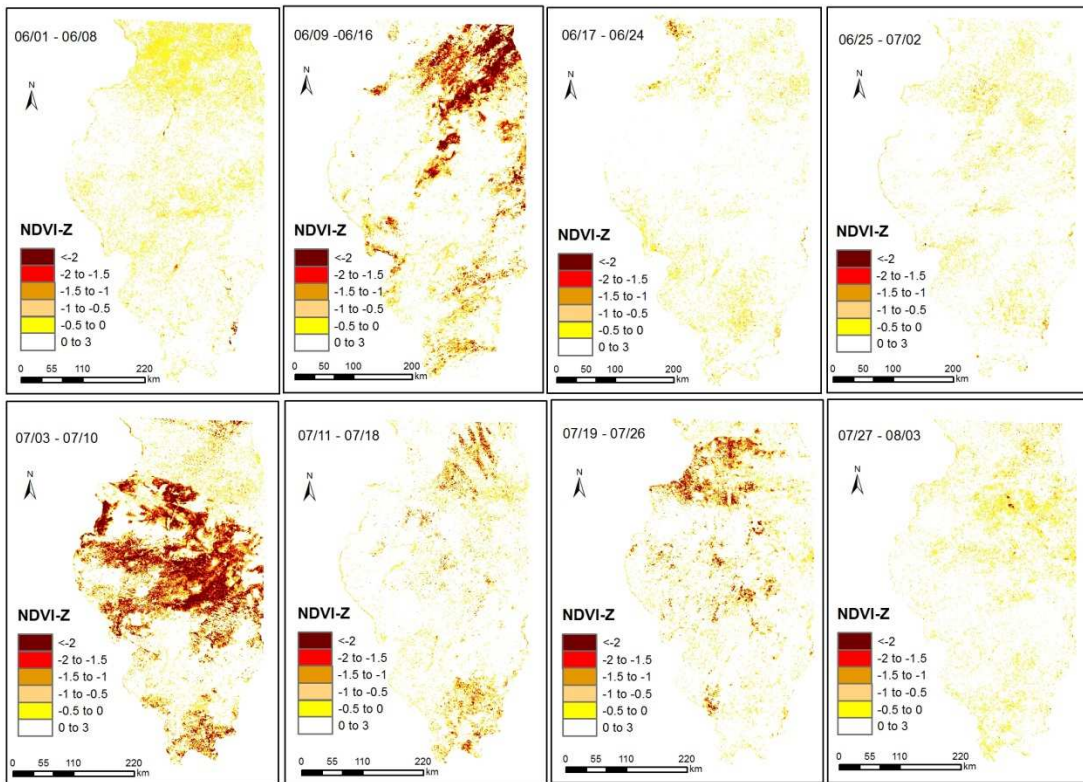 06/01 - 06/08
N
NDVI-Z
<-2
-2 to -1.5
-1.5 to -1
-1 to -0.5
-0.5 to 0
0 to 3
0 55 110 220
km
06/09 -06/16
N
NDVI-Z
<-2
-2 to -1.5
-1.5 to -1
-1 to -0.5
-0.5 to 0
0 to 3
0 50 100 200
km
06/17 - 06/24
N
NDVI-Z
<-2
-2 to -1.5
-1.5 to -1
-1 to -0.5
-0.5 to 0
0 to 3
0 50 100 200
km
06/25 - 07/02
N
NDVI-Z
<-2
-2 to -1.5
-1.5 to -1
-1 to -0.5
-0.5 to 0
0 to 3
0 50 100 200
km
07/03 - 07/10
N
NDVI-Z
<-2
-2 to -1.5
-1.5 to -1
-1 to -0.5
-0.5 to 0
0 to 3
0 55 110 220
km
07/11 - 07/18
N
NDVI-Z
<-2
-2 to -1.5
-1.5 to -1
-1 to -0.5
-0.5 to 0
0 to 3
0 55 110 220
km
07/19 - 07/26
N
NDVI-Z
<-2
-2 to -1.5
-1.5 to -1
-1 to -0.5
-0.5 to 0
0 to 3
0 55 110 220
km
07/27 - 08/03
N
NDVI-Z
<-2
-2 to -1.5
-1.5 to -1
-1 to -0.5
-0.5 to 0
0 to 3
0 55 110 220
km